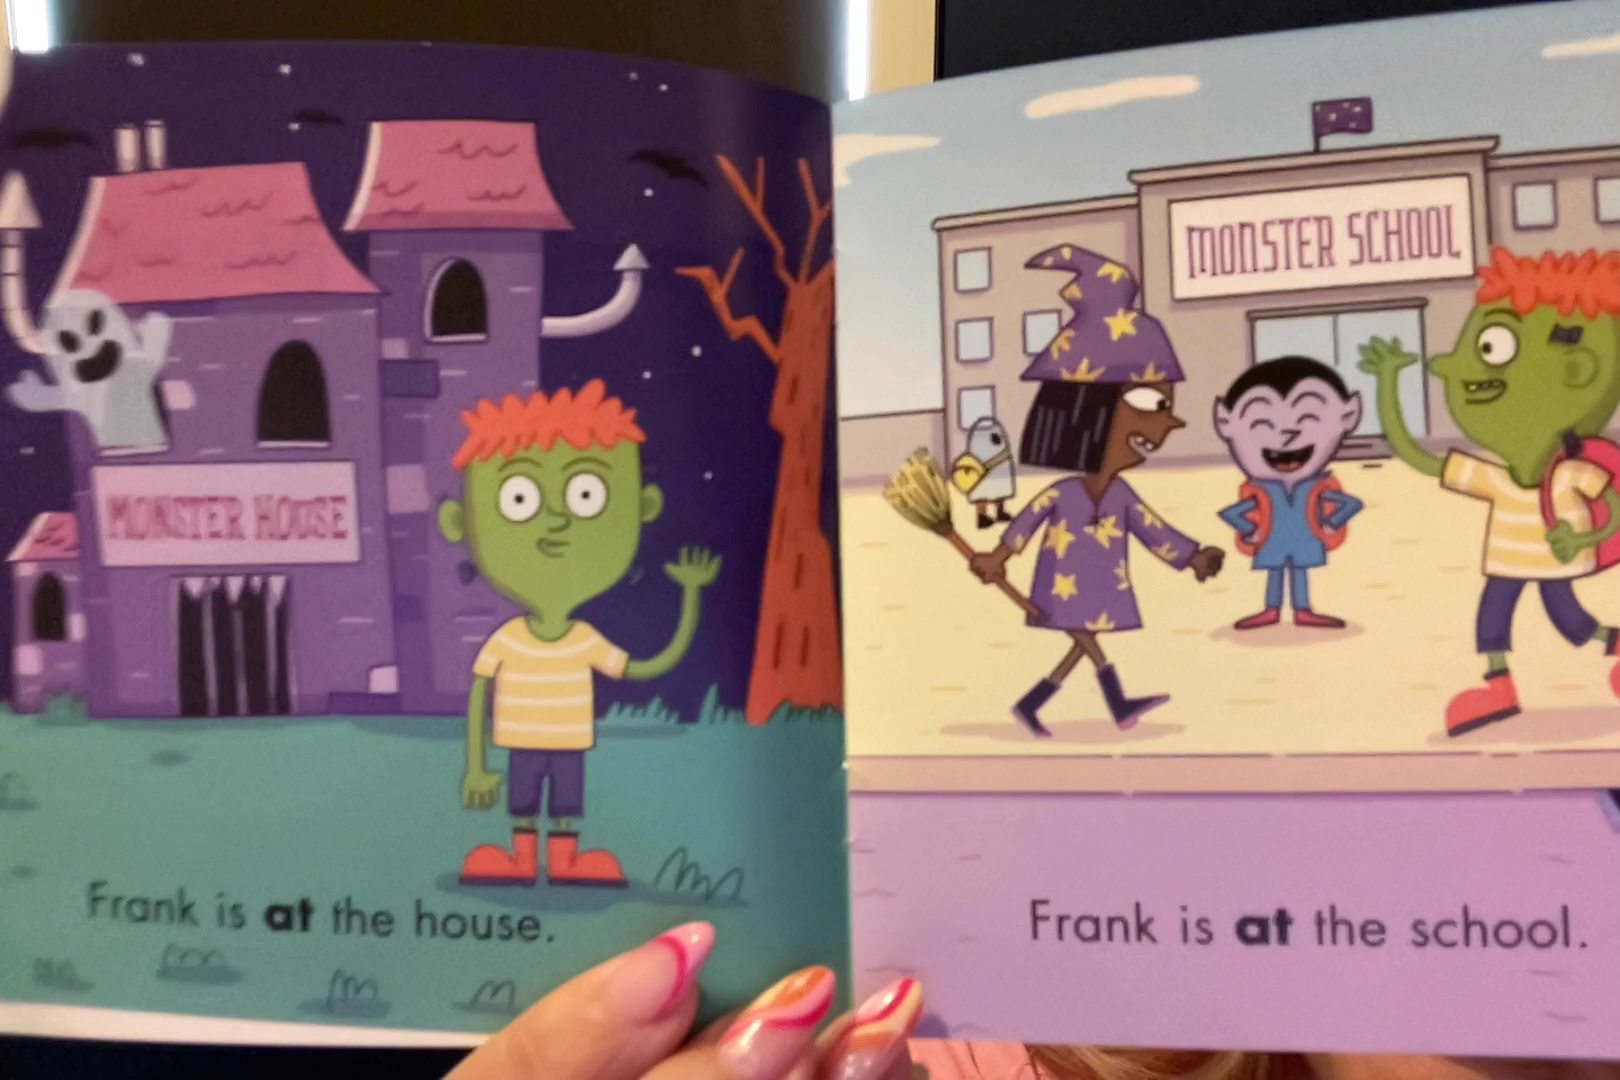 MONSTER HOUSE
Frank is at the house.
MONSTER SCHOOL
Frank is at the school.